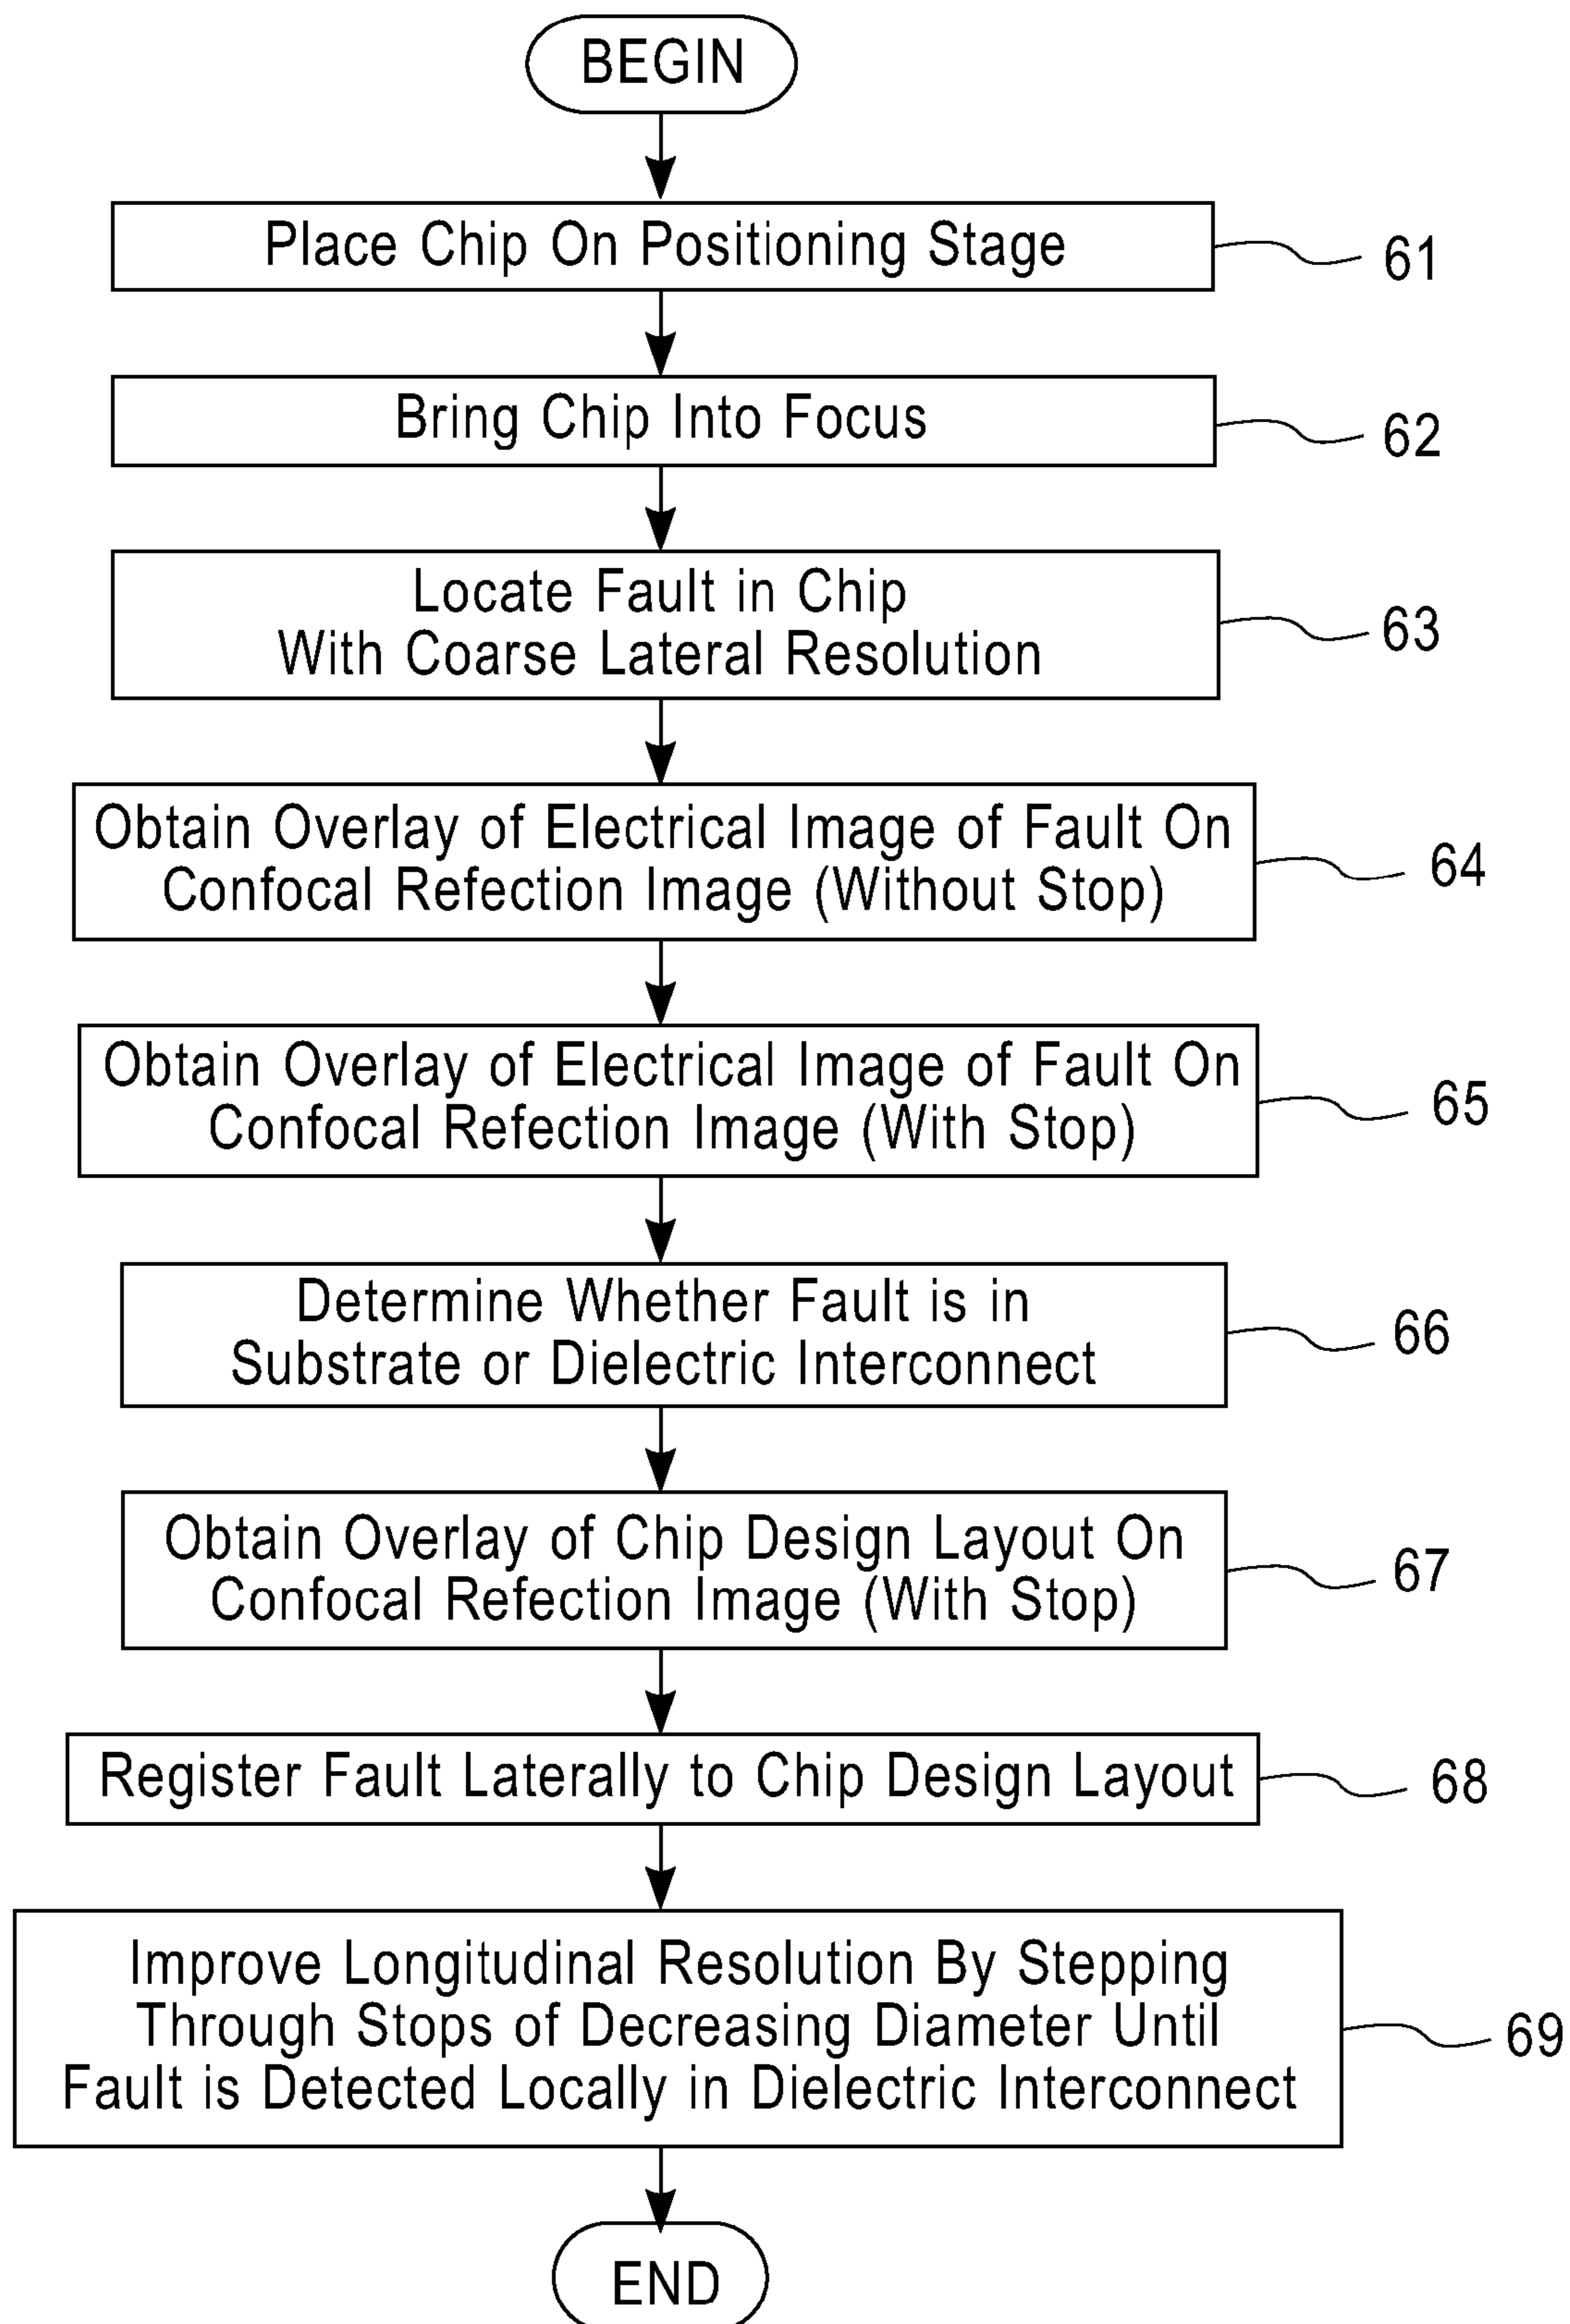 BEGIN
Place Chip On Positioning Stage
61
Bring Chip Into Focus
62
Locate Fault in Chip
With Coarse Lateral Resolution
63
Obtain Overlay of Electrical Image of Fault On
Confocal Refection Image (Without Stop)
64
Obtain Overlay of Electrical Image of Fault On
Confocal Refection Image (With Stop)
65
Determine Whether Fault is in
Substrate or Dielectric Interconnect
66
Obtain Overlay of Chip Design Layout On
Confocal Refection Image (With Stop)
67
Register Fault Laterally to Chip Design Layout
68
Improve Longitudinal Resolution By Stepping
Through Stops of Decreasing Diameter Until
Fault is Detected Locally in Dielectric Interconnect
69
END